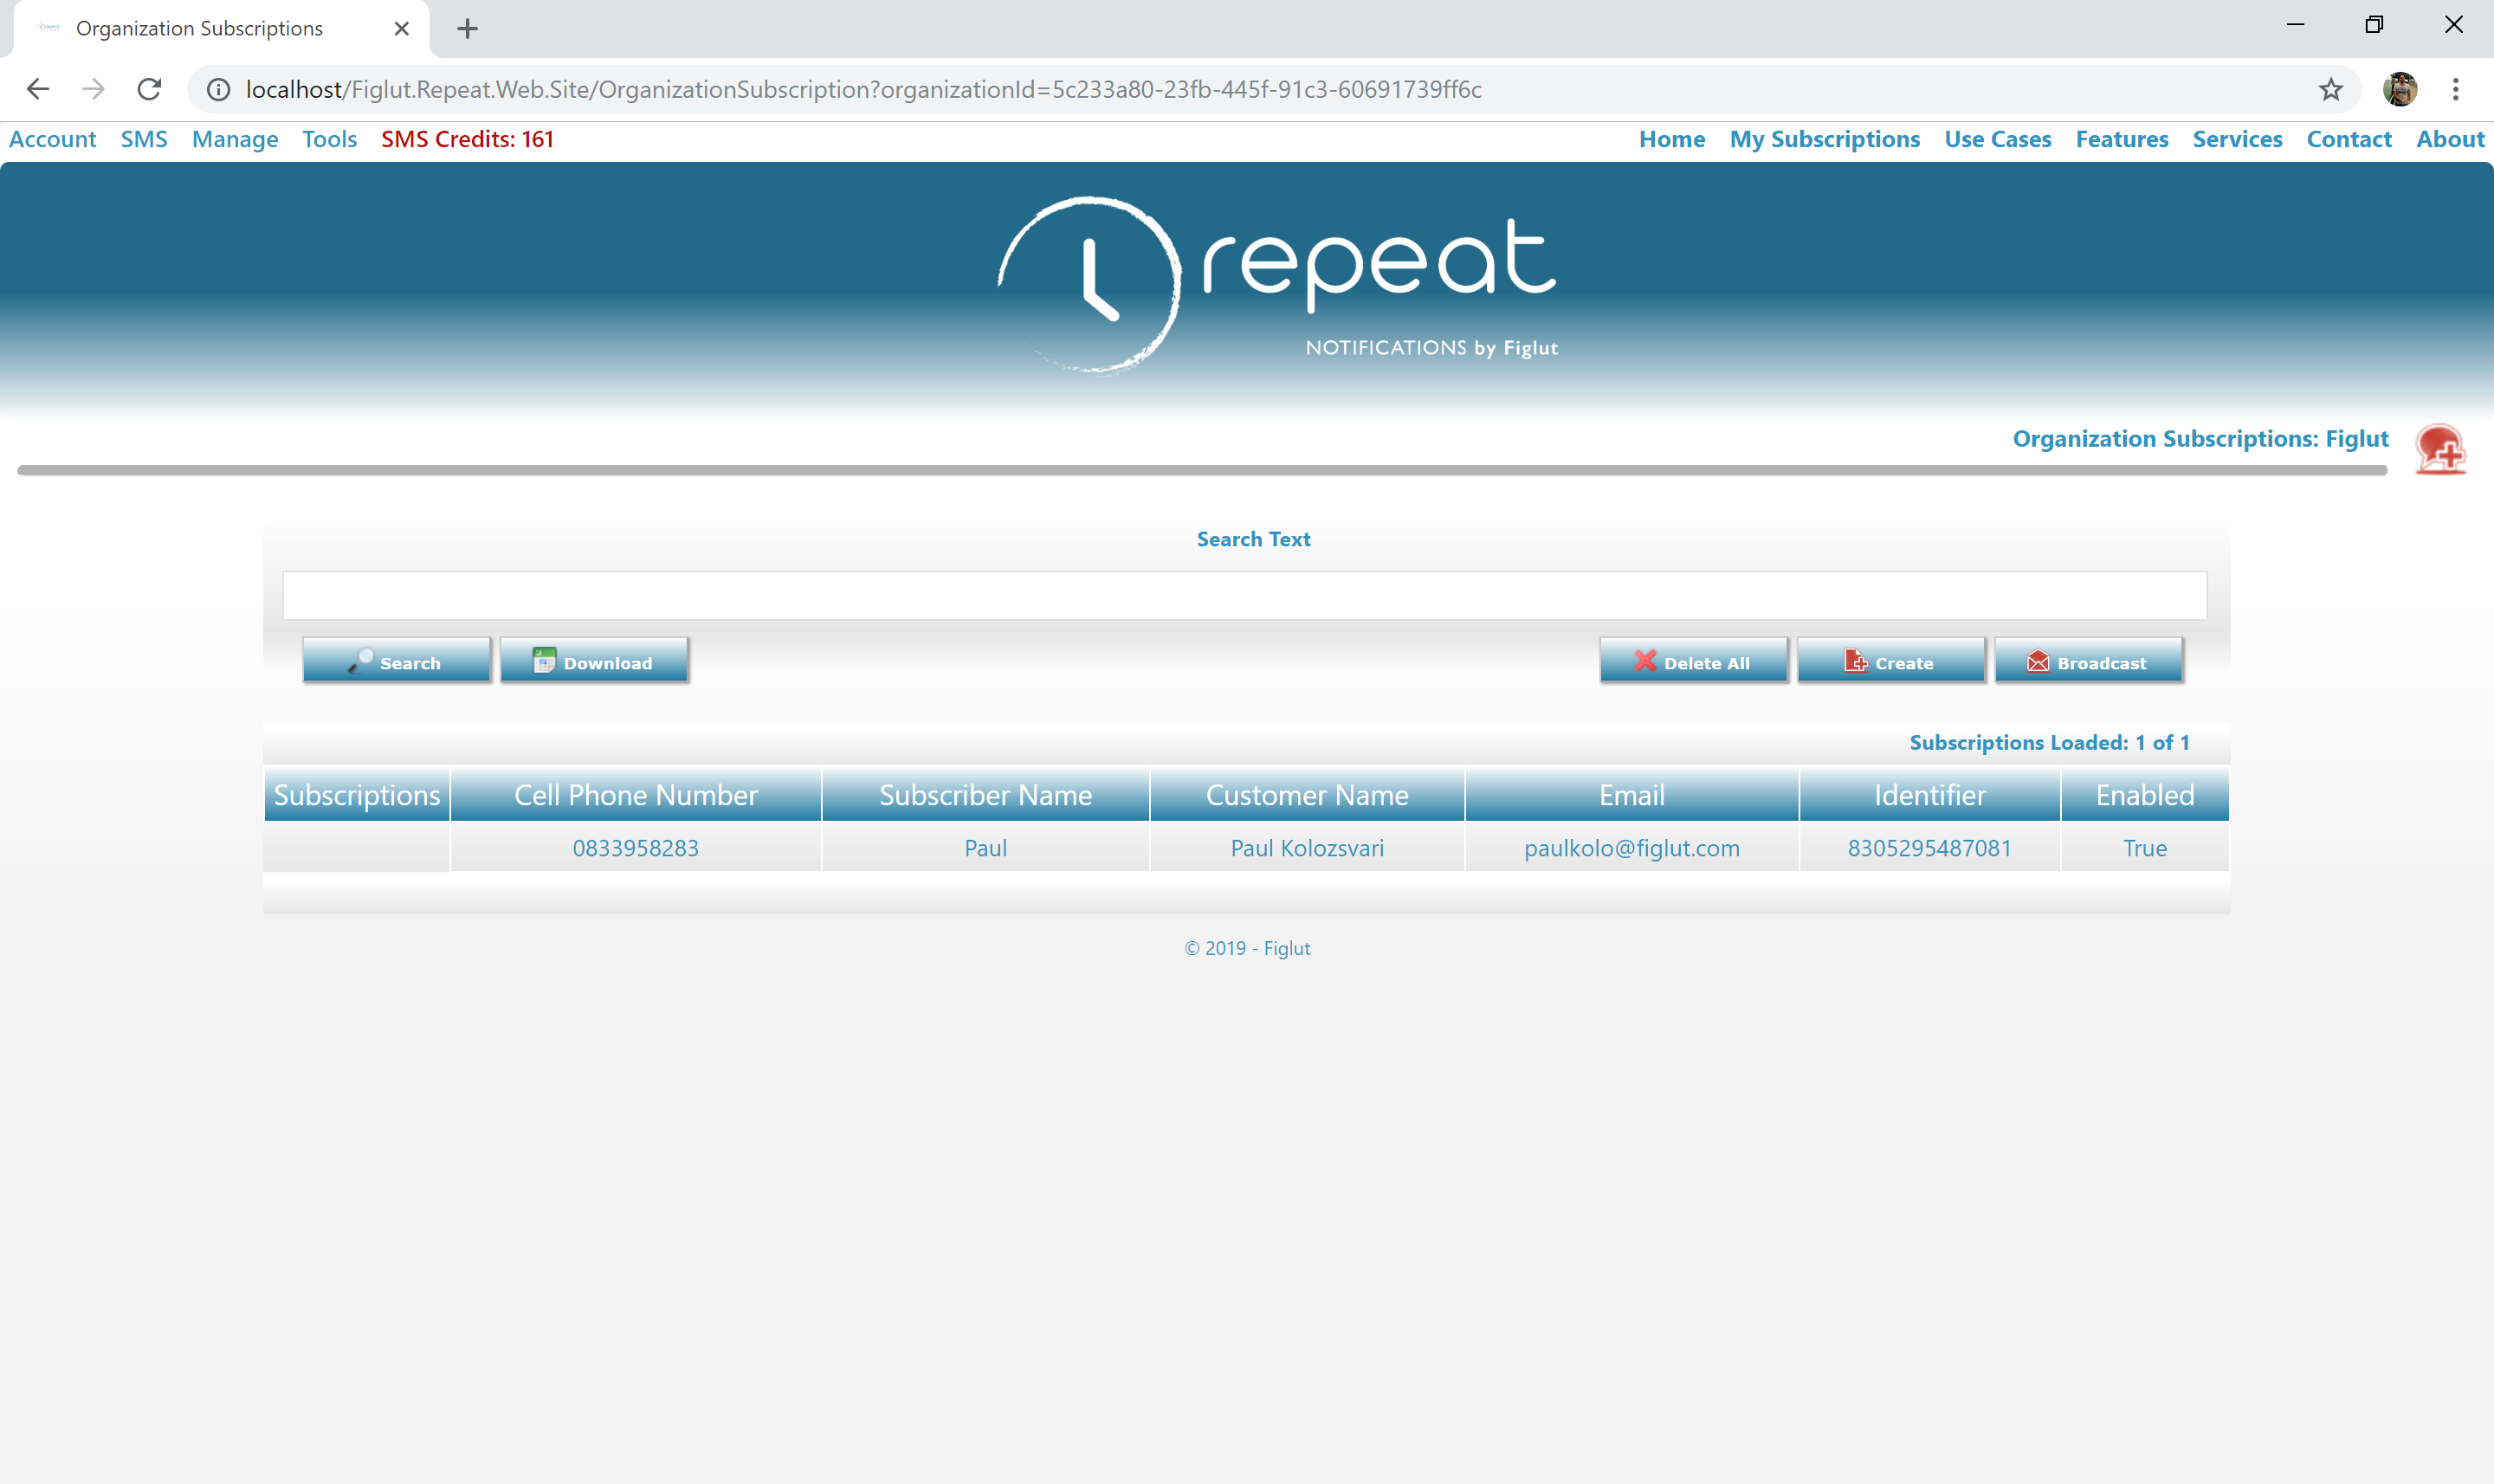 Organization Subscriptions
localhost/Figlut.Repeat.Web.Site/OrganizationSubscription?organizationId=5c233a80-23fb-445f-91c3-60691739ff6c
Account SMS Manage Tools SMS Credits: 161 Home My Subscriptions Use Cases Features Services Contact About
repeat
NOTIFICATIONS by Figlut
Organization Subscriptions: Figlut
Search Text
Search Download Delete All Create Broadcast
Subscriptions Loaded: 1 of 1
Subscriptions Cell Phone Number Subscriber Name Customer Name Email Identifier Enabled
0833958283 Paul Paul Kolozsvari paulkolo@figlut.com 8305295487081 True
© 2019 - Figlut